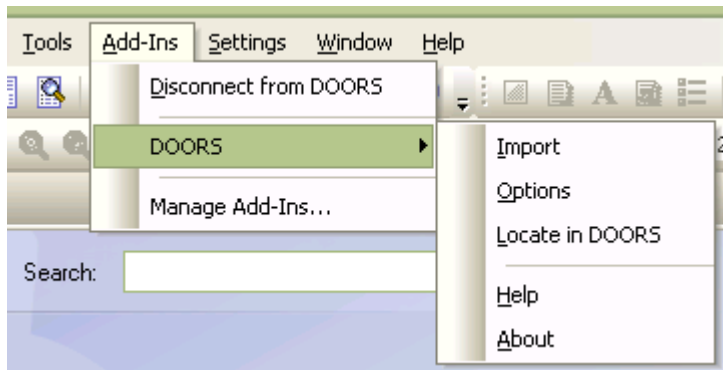 Tools Add-Ins Settings Window Help
Disconnect from DOORS
DOORS
Import
Options
Manage Add-Ins...
Locate in DOORS
Search:
Help
About